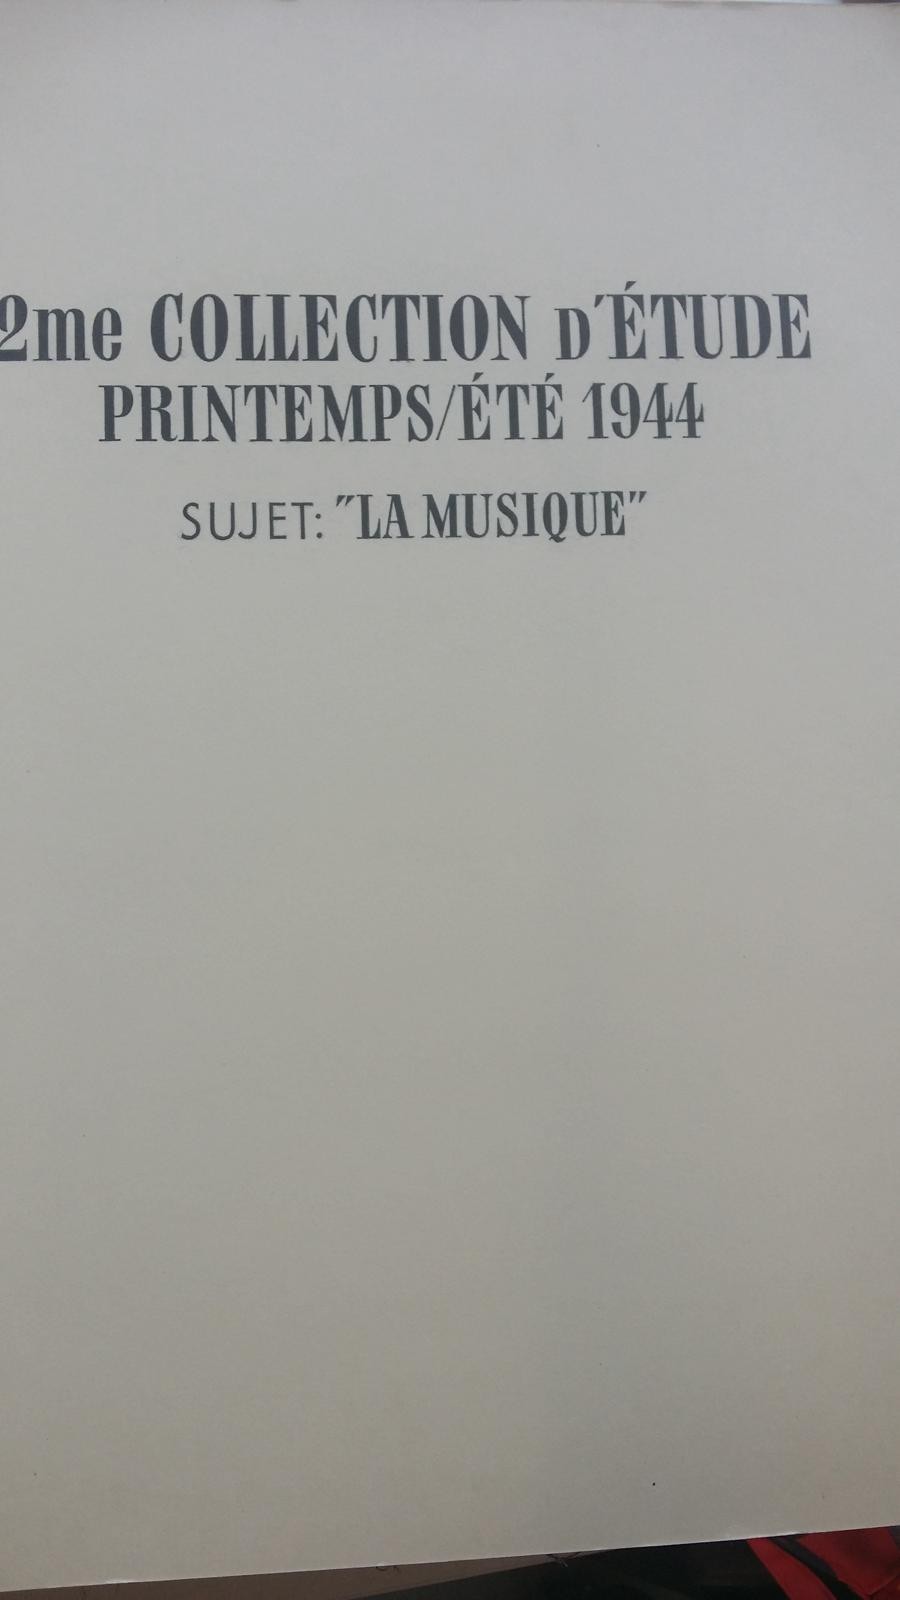 2me COLLECTION D'ÉTUDE
PRINTEMPS/ÉTÉ 1944
SUJET: "LA MUSIQUE"